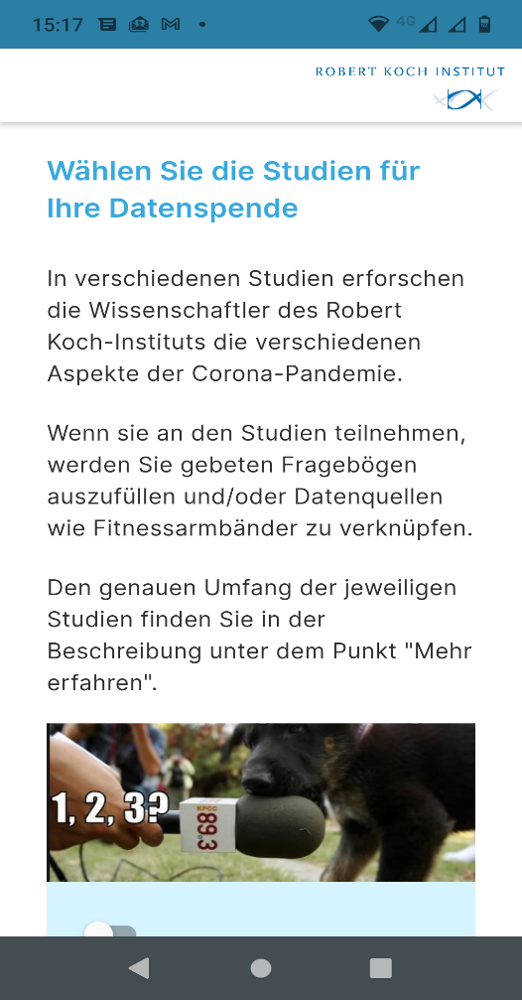 15:17
4G
ROBERT KOCH INSTITUT
Wählen Sie die Studien für
Ihre Datenspende
In verschiedenen Studien erforschen
die Wissenschaftler des Robert
Koch-Instituts die verschiedenen
Aspekte der Corona-Pandemie.
Wenn sie an den Studien teilnehmen,
werden Sie gebeten Fragebögen
auszufüllen und/oder Datenquellen
wie Fitnessarmbänder zu verknüpfen.
Den genauen Umfang der jeweiligen
Studien finden Sie in der
Beschreibung unter dem Punkt "Mehr
erfahren".
1, 2, 3?
KPCC
89.3